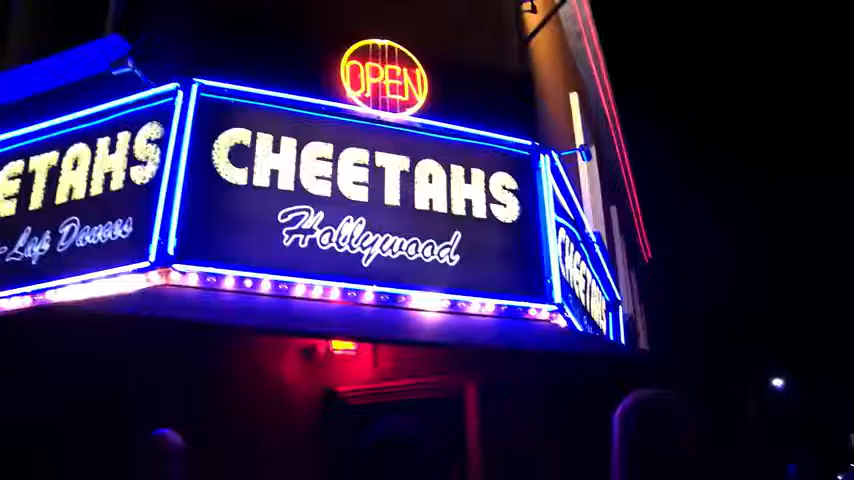 OPEN
ETAHS
-Lap Dances
CHEETAHS
Hollywood
CHEETAHS